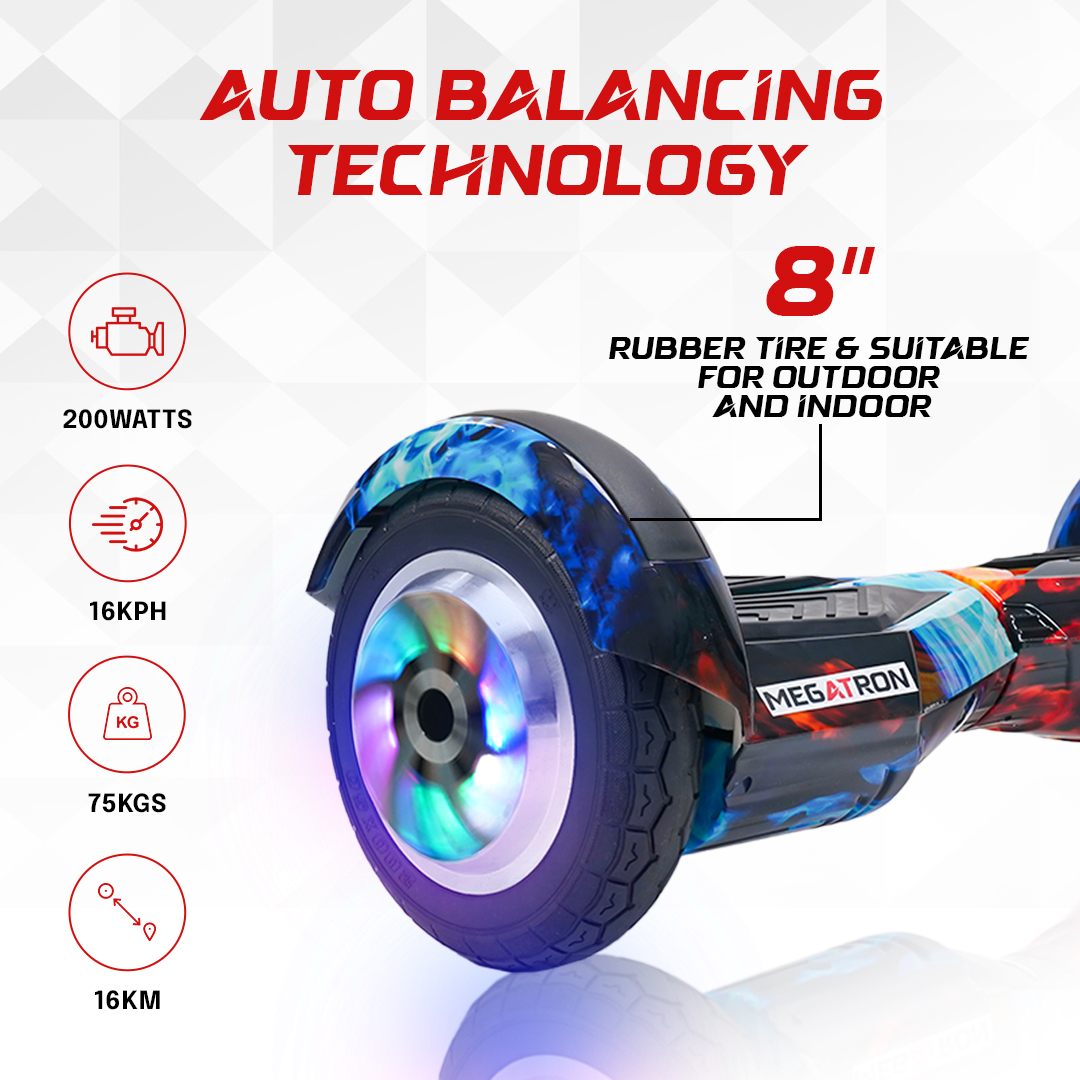 AUTO BALANCING
TECHNOLOGY
8"
RUBBER TIRE & SUITABLE
FOR OUTDOOR
AND INDOOR
200WATTS
16KPH
KG
75KGS
16KM
MEGATRON